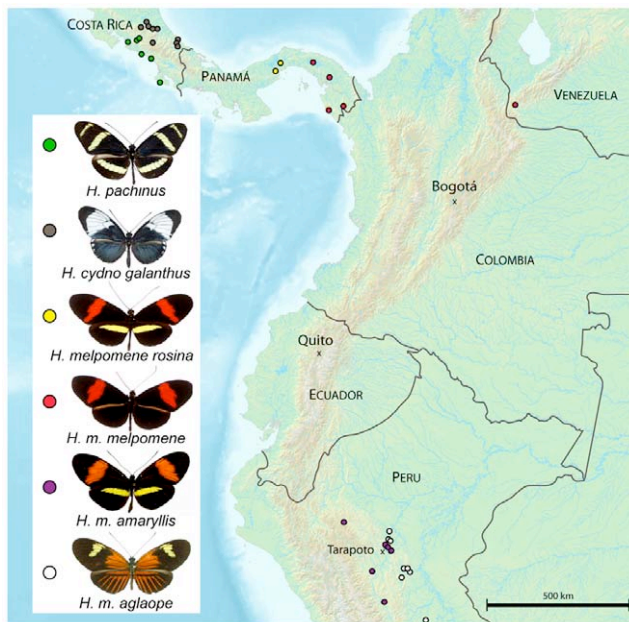 COSTA RICA
PANAMÁ
VENEZUELA
H. pachinus
Bogotá
x
H. cydno galanthus
COLOMBIA
H. melpomene rosina
Quito
x
ECUADOR
H. m. melpomene
PERU
H. m. amaryllis
Tarapoto x
H. m. aglaope
500 km